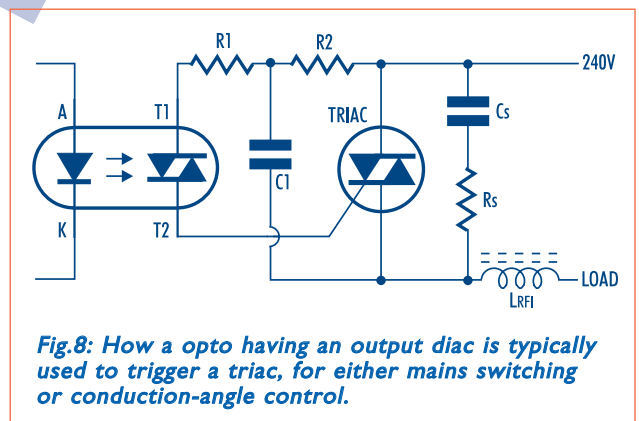 R1
R2
240V
A
T1
TRIAC
Cs
C1
Rs
K
T2
LRFI
LOAD
Fig.8: How a opto having an output diac is typically
used to trigger a triac, for either mains switching
or conduction-angle control.